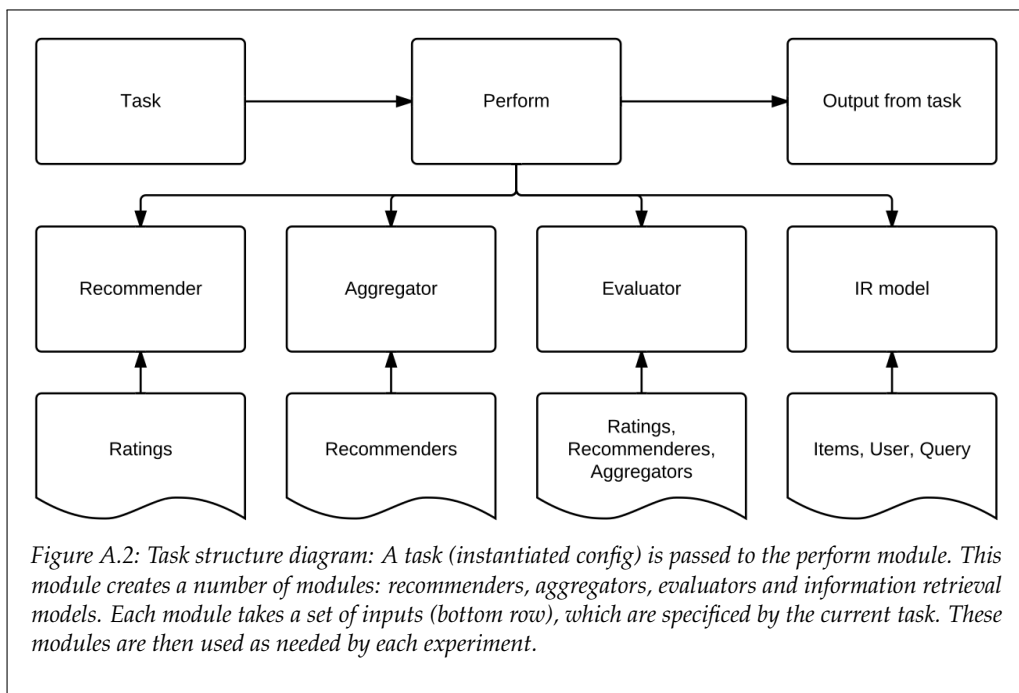 Task
Perform
Output from task
Recommender
Aggregator
Evaluator
IR model
Ratings
Recommenders
Ratings,
Recommenderes,
Aggregators
Items, User, Query
Figure A.2: Task structure diagram: A task (instantiated config) is passed to the perform module. This
module creates a number of modules: recommenders, aggregators, evaluators and information retrieval
models. Each module takes a set of inputs (bottom row), which are specificed by the current task. These
modules are then used as needed by each experiment.